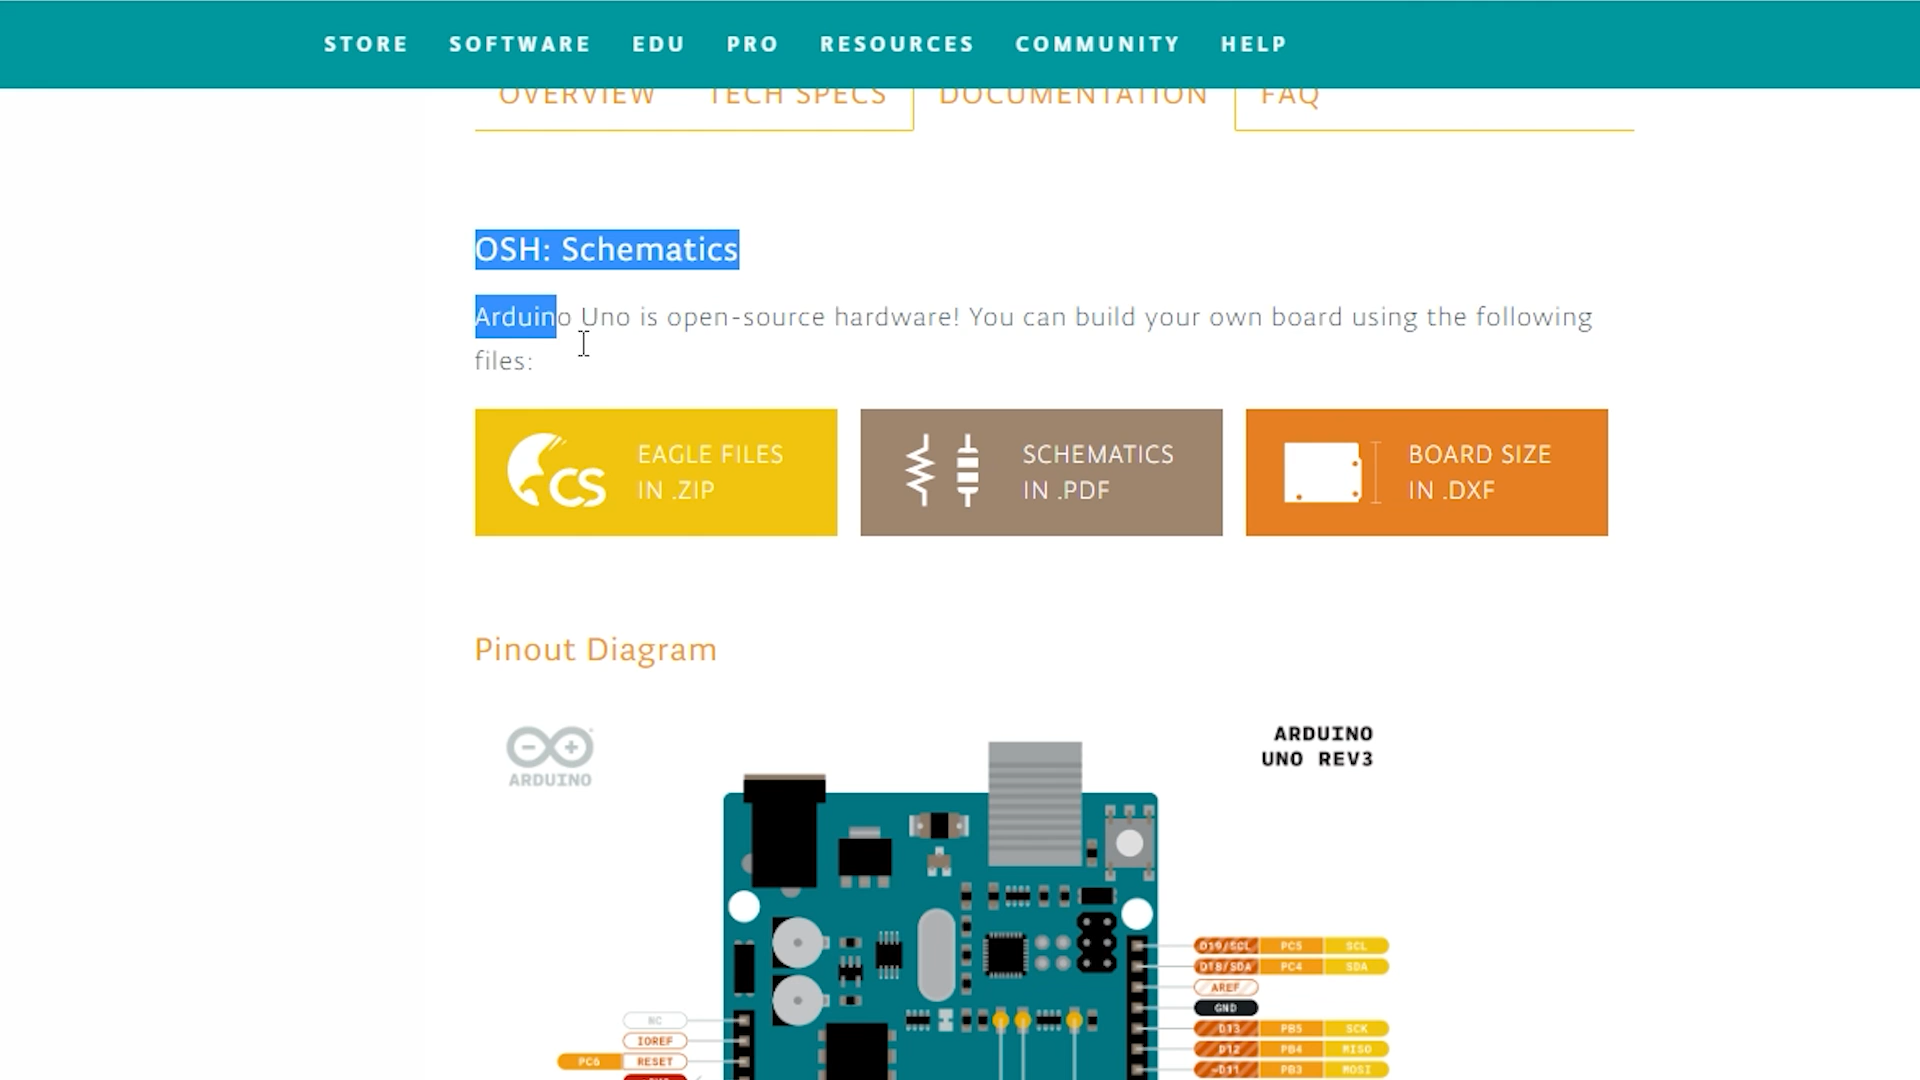 STORE SOFTWARE EDU PRO RESOURCES COMMUNITY HELP
OVERVIEW TECH SPECS DOCUMENTATION FAQ
OSH: Schematics
Arduino Uno is open-source hardware! You can build your own board using the following
files:
CS
EAGLE FILES
IN .ZIP
SCHEMATICS
IN .PDF
BOARD SIZE
IN .DXF
Pinout Diagram
ARDUINO
ARDUINO
UNO REV3
D19/SCL PC5 SCL
D18/SDA PC4 SDA
AREF
GND
NC
D13 PB5 SCK
IOREF
D12 PB4 MISO
PC6 RESET
~D11 PB3 MOSI